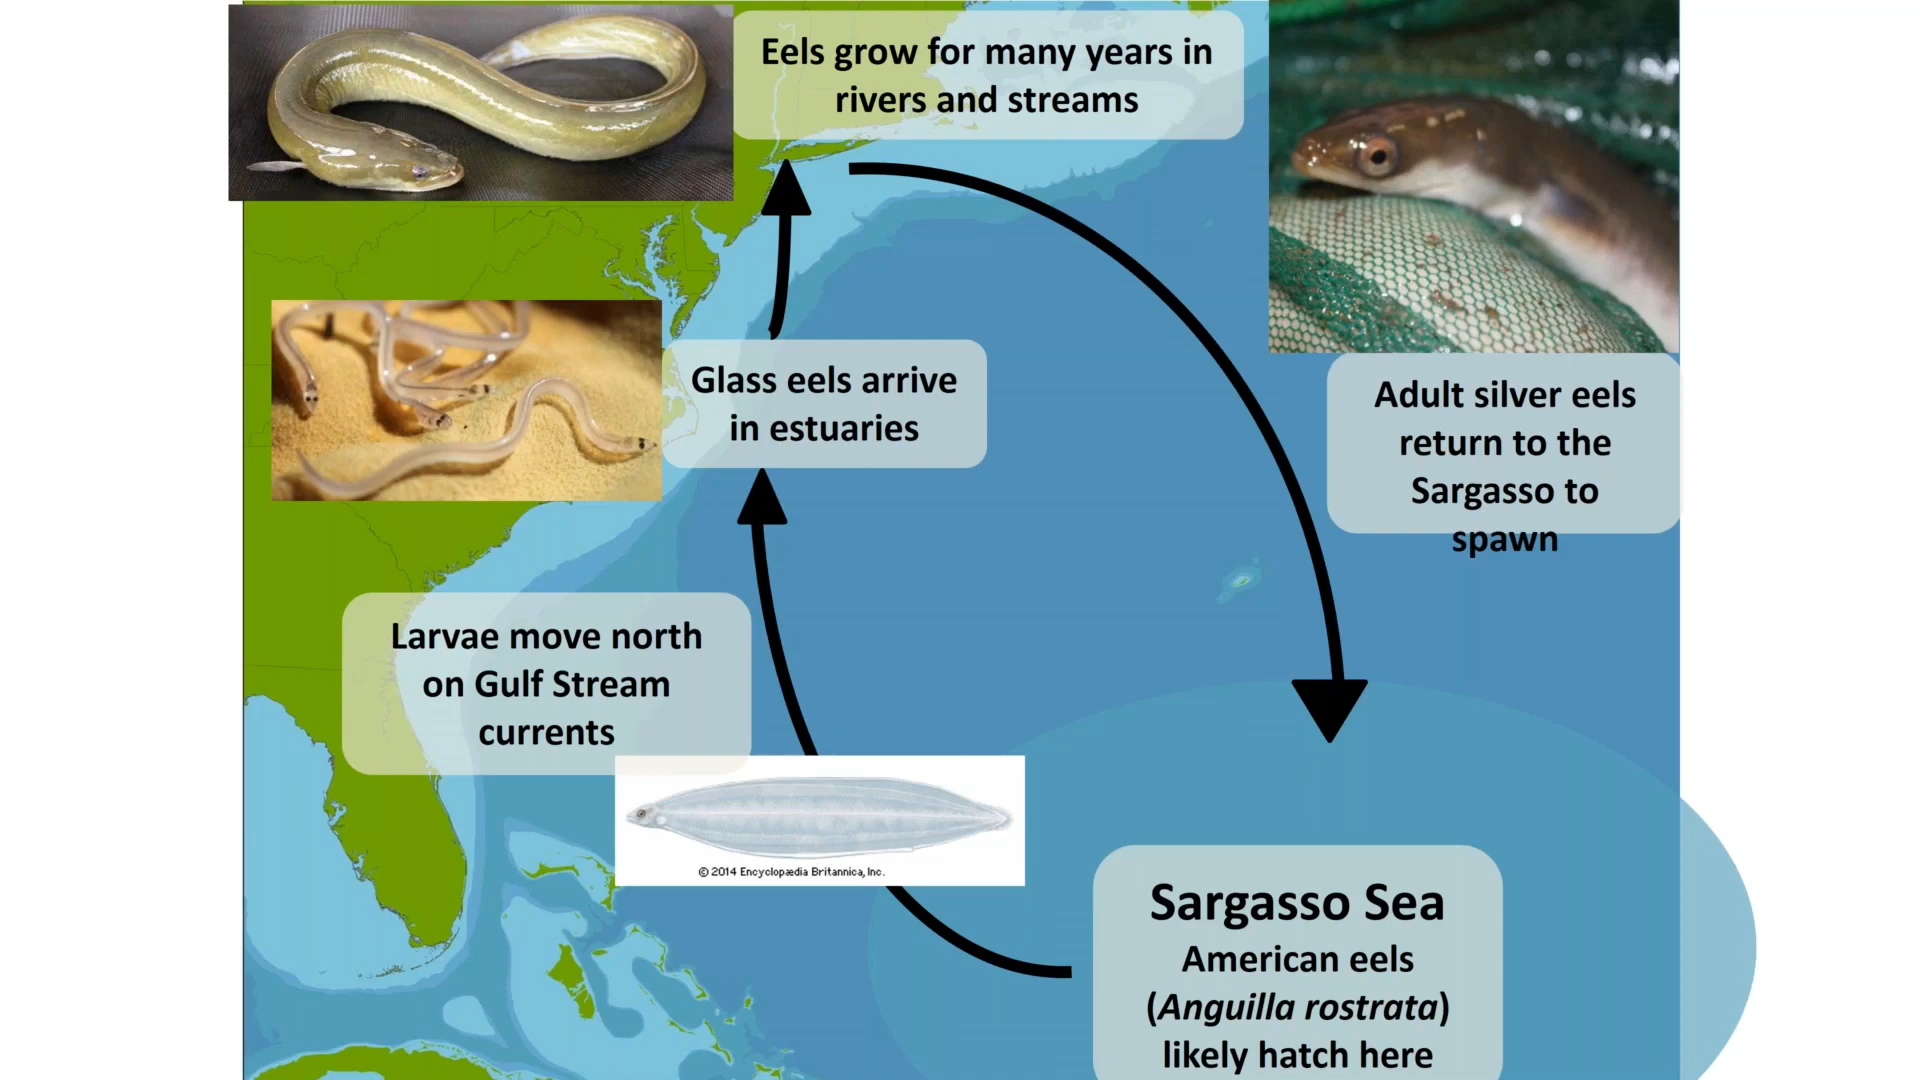 Eels grow for many years in
rivers and streams
Glass eels arrive
in estuaries
Adult silver eels
return to the
Sargasso to
spawn
Larvae move north
on Gulf Stream
currents
© 2014 Encyclopædia Britannica, Inc.
Sargasso Sea
American eels
(Anguilla rostrata)
likely hatch here